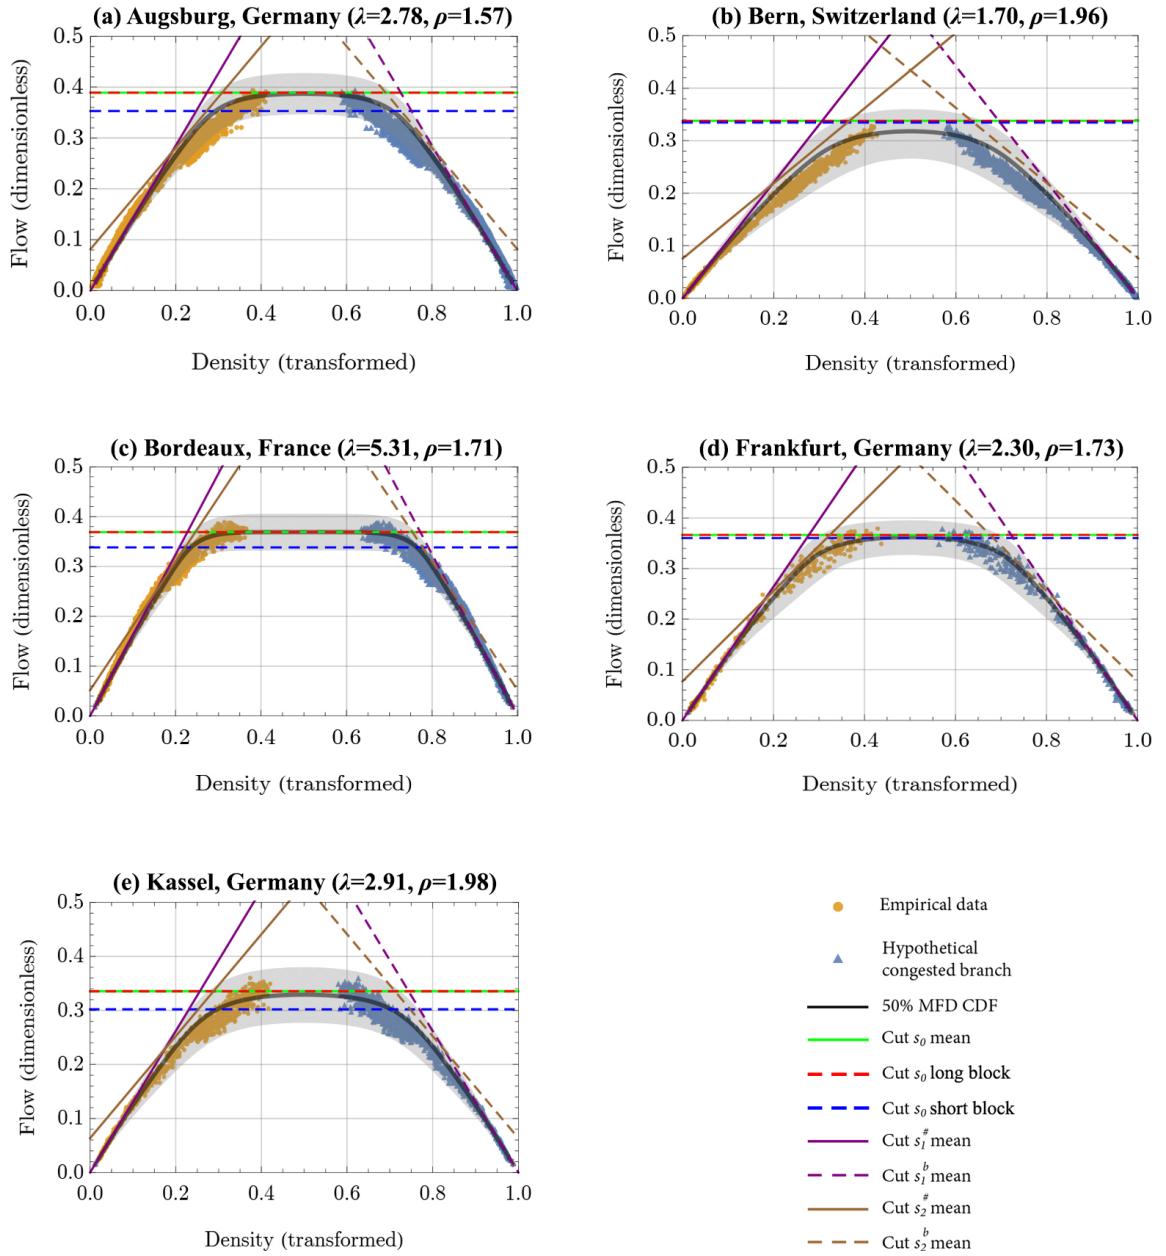 (a) Augsburg, Germany (λ=2.78, ρ=1.57)
0.5
0.4
0.3
0.2
0.1
0.0
Flow (dimensionless)
0.0 0.2 0.4 0.6 0.8 1.0
Density (transformed)
(b) Bern, Switzerland (λ=1.70, ρ=1.96)
0.5
0.4
0.3
0.2
0.1
0.0
Flow (dimensionless)
0.0 0.2 0.4 0.6 0.8 1.0
Density (transformed)
(c) Bordeaux, France (λ=5.31, ρ=1.71)
0.5
0.4
0.3
0.2
0.1
0.0
Flow (dimensionless)
0.0 0.2 0.4 0.6 0.8 1.0
Density (transformed)
(d) Frankfurt, Germany (λ=2.30, ρ=1.73)
0.5
0.4
0.3
0.2
0.1
0.0
Flow (dimensionless)
0.0 0.2 0.4 0.6 0.8 1.0
Density (transformed)
(e) Kassel, Germany (λ=2.91, ρ=1.98)
0.5
0.4
0.3
0.2
0.1
0.0
Flow (dimensionless)
0.0 0.2 0.4 0.6 0.8 1.0
Density (transformed)
Empirical data
Hypothetical
congested branch
50% MFD CDF
Cut s₀ mean
Cut s₀ long block
Cut s₀ short block
Cut s₁# mean
Cut s₁b mean
Cut s₂# mean
Cut s₂b mean